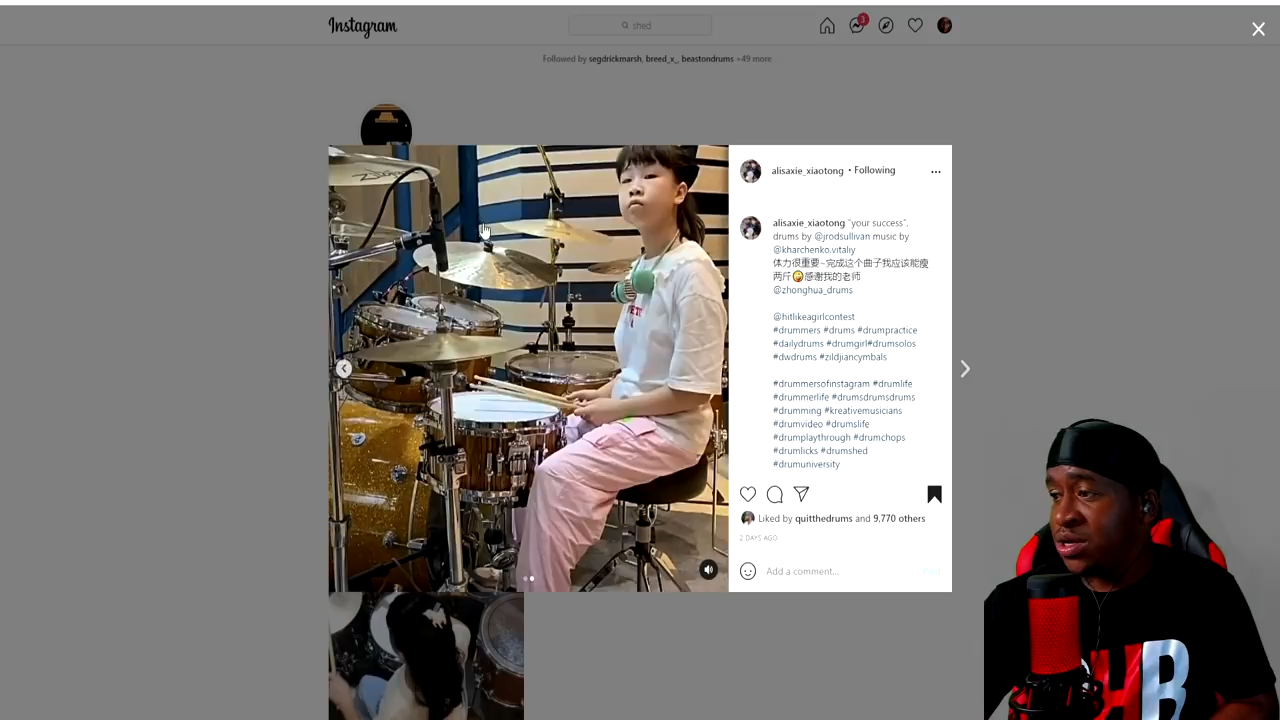 Instagram
shed
1
Followed by segdrickmarsh, breed_x_, beastondrums +49 more
alisaxie_xiaotong • Following
alisaxie_xiaotong "your success".
drums by @jrodsullivan music by
@kharchenko.vitaliy
体力很重要~完成这个曲子我应该能瘦
两斤😜感谢我的老师
@zhonghua_drums
@hitlikeagirlcontest
#drummers #drums #drumpractice
#dailydrums #drumgirl#drumsolos
#dwdrums #zildjiancymbals
#drummersofinstagram #drumlife
#drummerlife #drumsdrumsdrums
#drumming #kreativemusicians
#drumvideo #drumslife
#drumplaythrough #drumchops
#drumlicks #drumshed
#drumuniversity
Liked by quitthedrums and 9,770 others
2 DAYS AGO
Add a comment...
Post